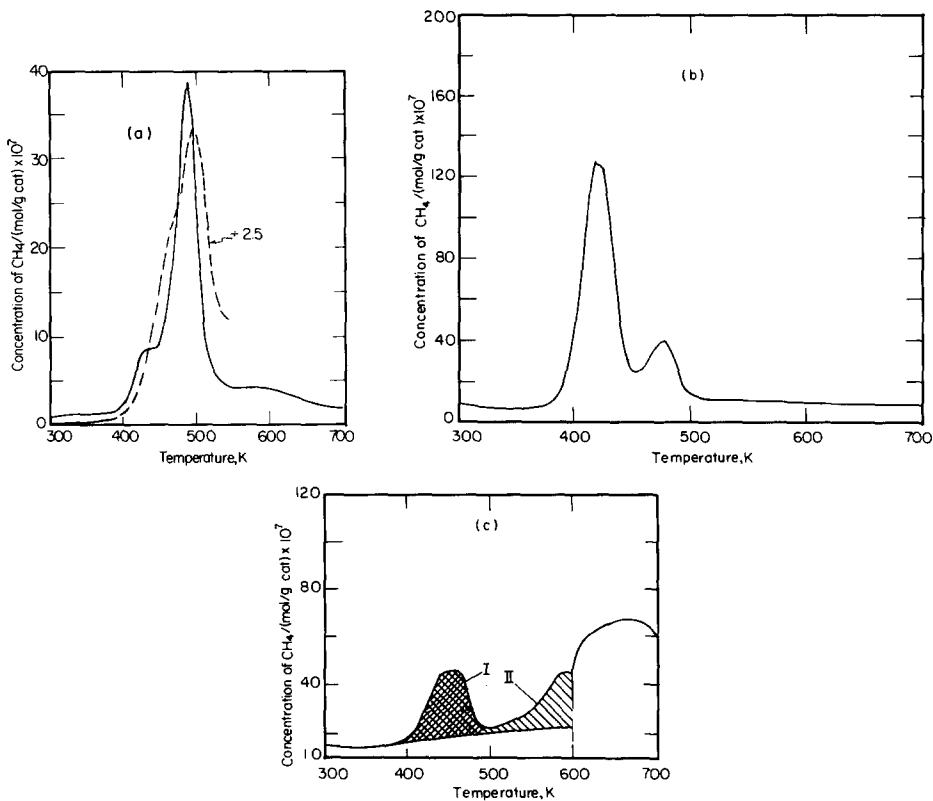 (a)
40
30
20
10
0
300
400
500
600
700
Concentration of CH4/(mol/g cat) x 10^7
Temperature, K
÷ 2.5
(b)
200
160
120
80
40
0
300
400
500
600
700
Concentration of CH4/(mol/g cat) x 10^7
Temperature, K
(c)
120
80
40
10
300
400
500
600
700
Concentration of CH4/(mol/g cat) x 10^7
Temperature, K
I
II